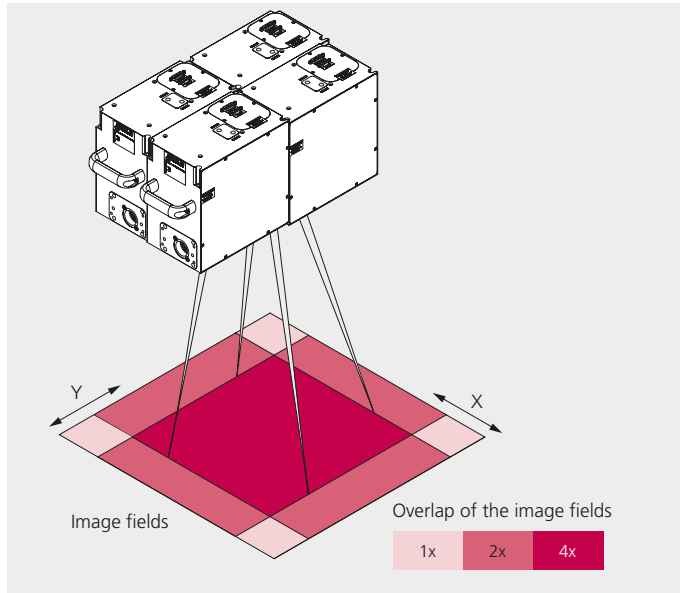 Y
X
Image fields
Overlap of the image fields
1x 2x 4x